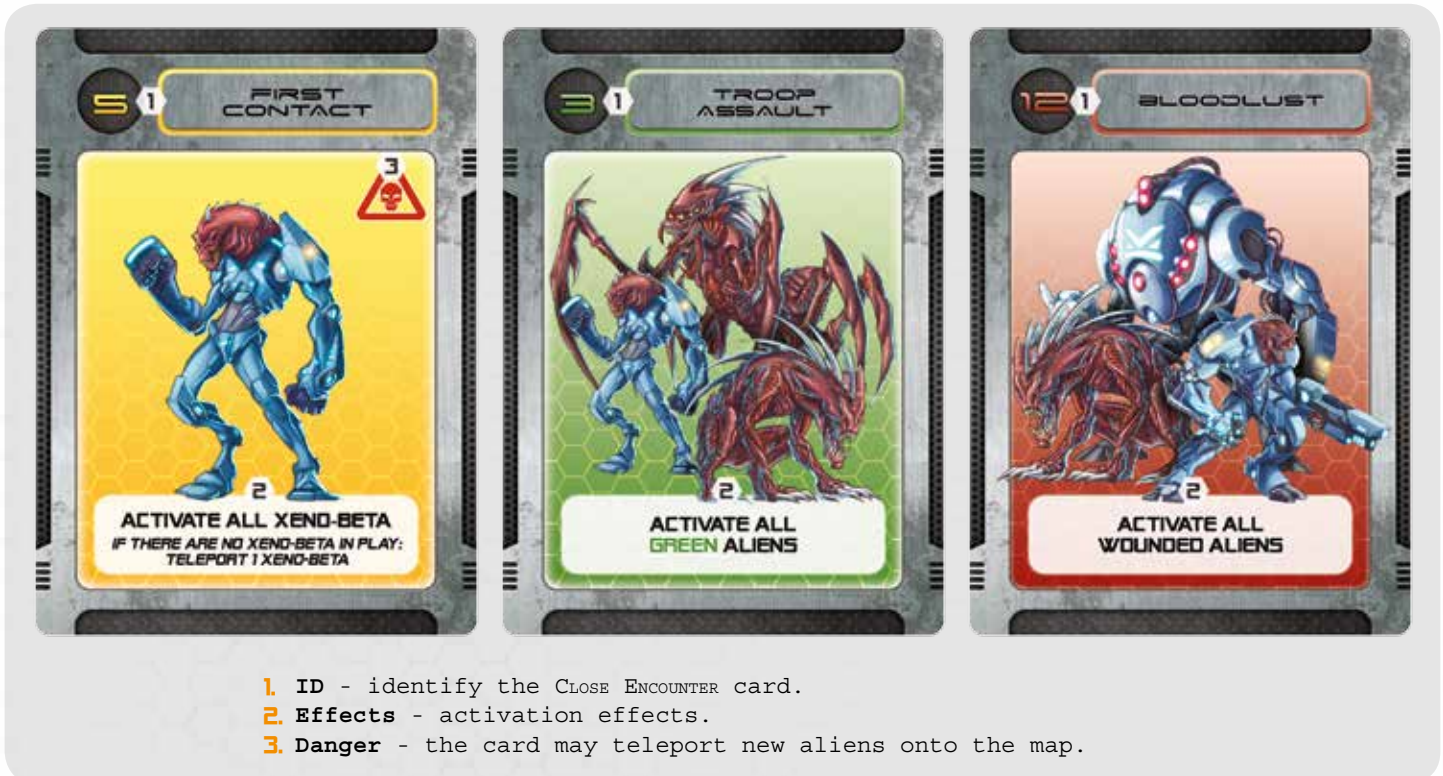 5 1 FIRST
CONTACT
3
2
ACTIVATE ALL XENO-BETA
IF THERE ARE NO XENO-BETA IN PLAY:
TELEPORT 1 XENO-BETA
3 1 TROOP
ASSAULT
2
ACTIVATE ALL
GREEN ALIENS
12 1 BLOODLUST
2
ACTIVATE ALL
WOUNDED ALIENS
1. ID - identify the CLOSE ENCOUNTER card.
2. Effects - activation effects.
3. Danger - the card may teleport new aliens onto the map.